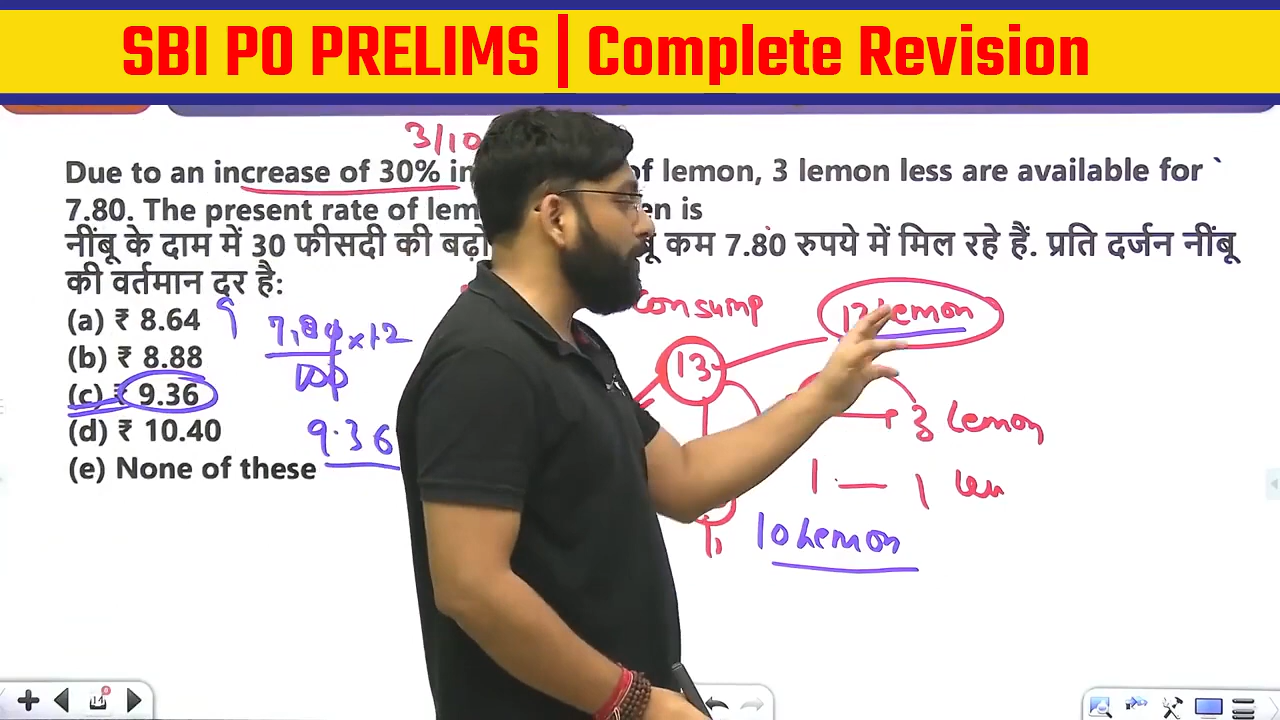 SBI PO PRELIMS | Complete Revision
3/10
Due to an increase of 30% in of lemon, 3 lemon less are available for `
7.80. The present rate of lem en is
नींबू के दाम में 30 फीसदी की बढ़ो बू कम 7.80 रुपये में मिल रहे हैं. प्रति दर्जन नींबू
की वर्तमान दर है:
consump
lemon
(a) ₹ 8.64
7.80 × 12
(b) ₹ 8.88
13
(c) ₹ 9.36
3 lemon
(d) ₹ 10.40
9.36
(e) None of these
1 — 1
10 Lemon
14